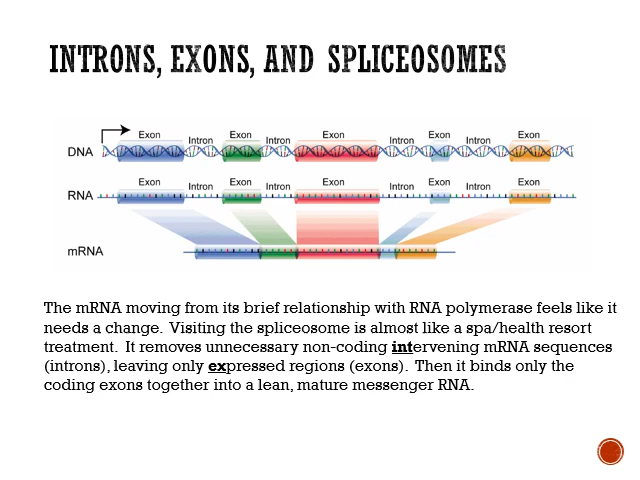 INTRONS, EXONS, AND SPLICEOSOMES
Exon Intron Exon Intron Exon Intron Exon Intron Exon
DNA
Exon Intron Exon Intron Exon Intron Exon Intron Exon
RNA
mRNA
The mRNA moving from its brief relationship with RNA polymerase feels like it
needs a change. Visiting the spliceosome is almost like a spa/health resort
treatment. It removes unnecessary non-coding intervening mRNA sequences
(introns), leaving only expressed regions (exons). Then it binds only the
coding exons together into a lean, mature messenger RNA.